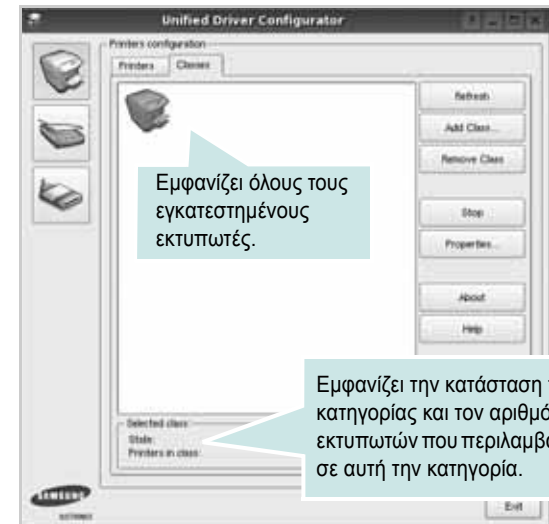 Unified Driver Configurator
Printers configuration
Printers Classes
Refresh
Add Class...
Remove Class
Stop
Properties...
About
Help
Εμφανίζει όλους τους
εγκατεστημένους
εκτυπωτές.
Εμφανίζει την κατάσταση
κατηγορίας και τον αριθμό
εκτυπωτών που
σε αυτή την κατηγορία.
Selected class:
State:
Printers in class:
SAMSUNG
Exit